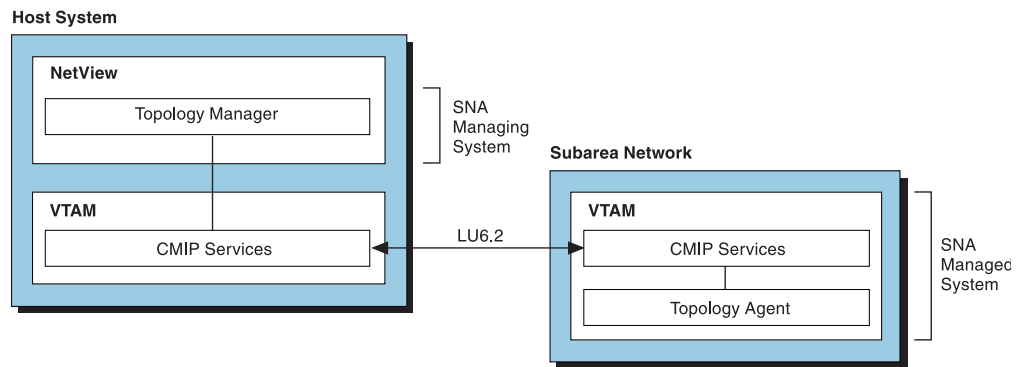 Host System
NetView
Topology Manager
SNA
Managing
System
VTAM
CMIP Services
LU6.2
Subarea Network
VTAM
CMIP Services
Topology Agent
SNA
Managed
System